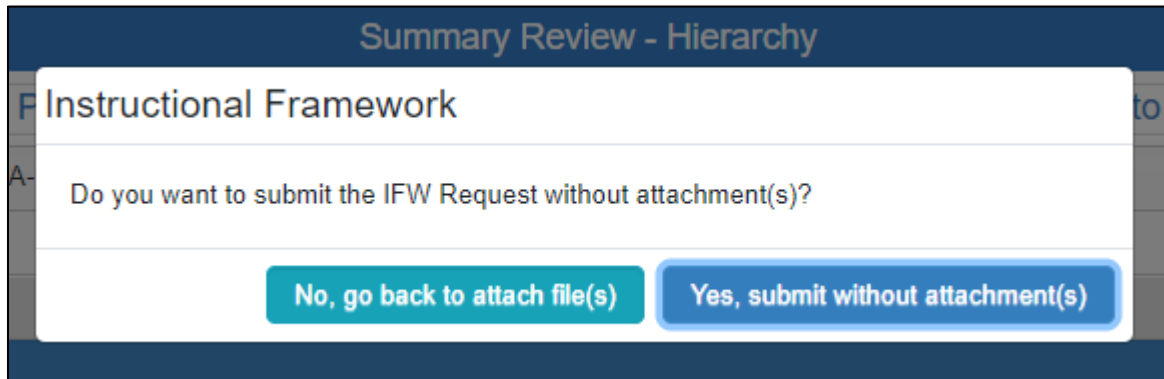 Summary Review - Hierarchy
Instructional Framework
Do you want to submit the IFW Request without attachment(s)?
No, go back to attach file(s)
Yes, submit without attachment(s)
to
A-